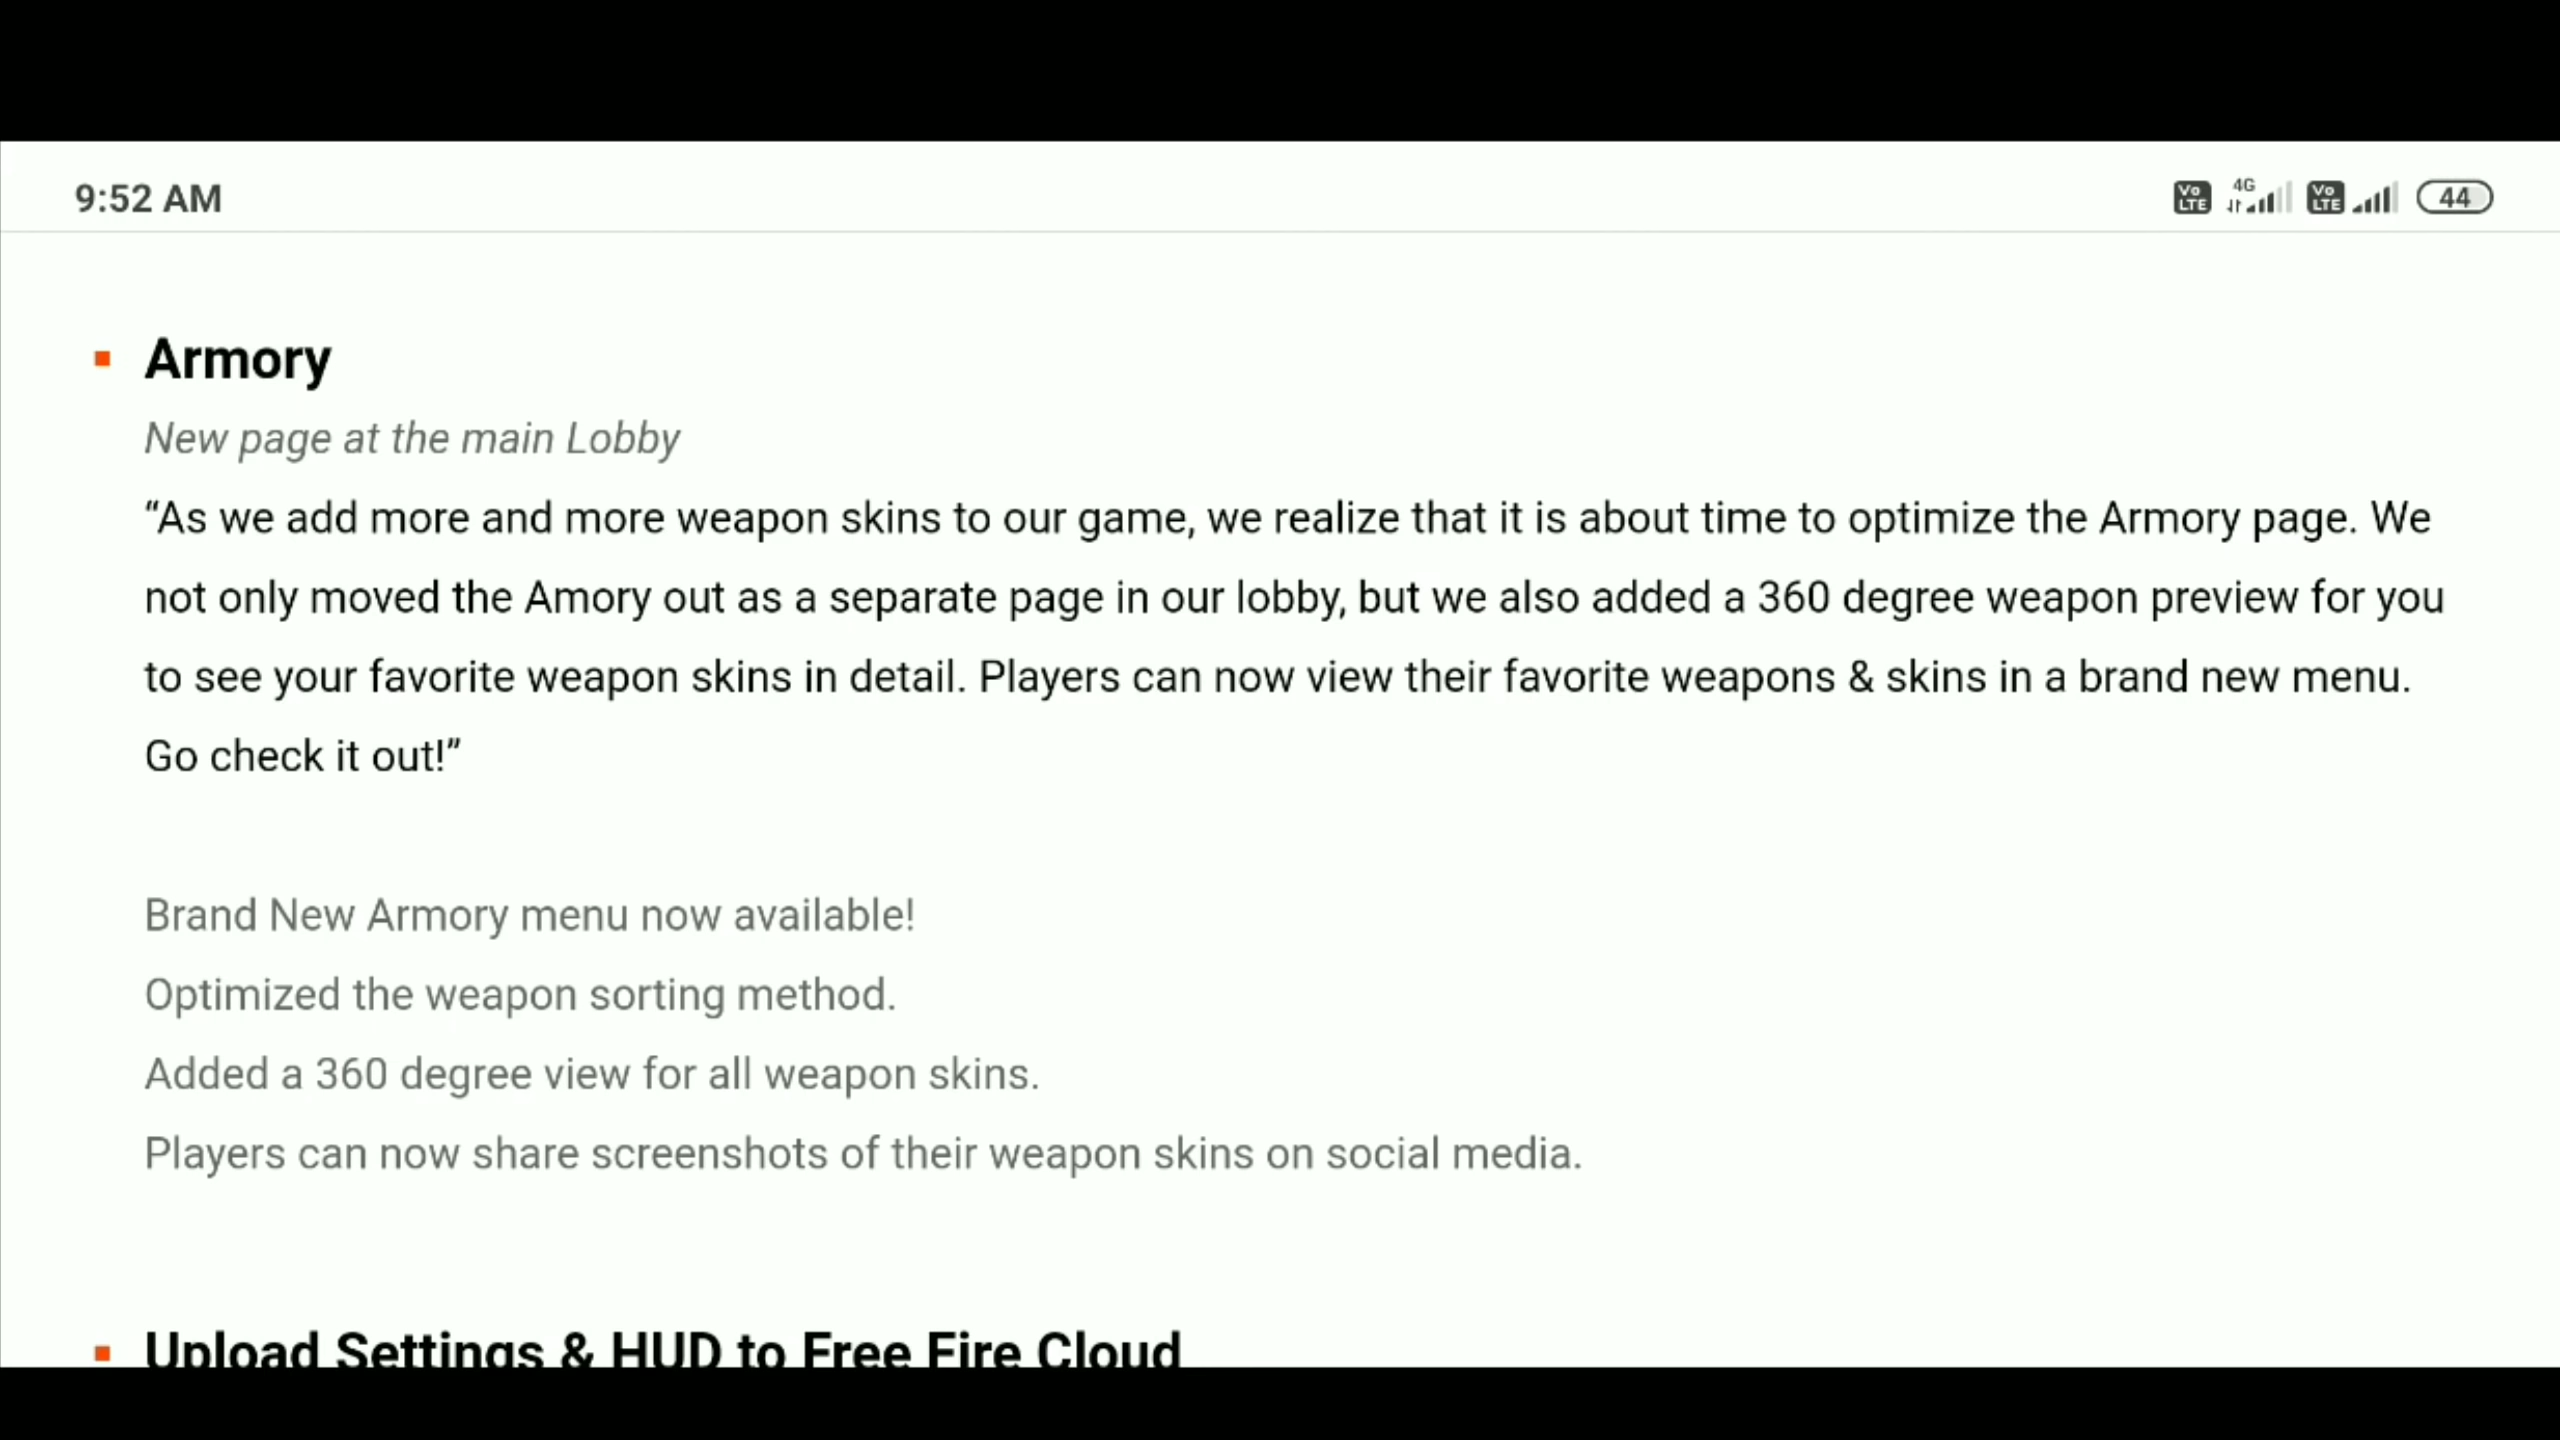 9:52 AM
Vo LTE 4G Vo LTE 44
Armory
New page at the main Lobby
“As we add more and more weapon skins to our game, we realize that it is about time to optimize the Armory page. We
not only moved the Amory out as a separate page in our lobby, but we also added a 360 degree weapon preview for you
to see your favorite weapon skins in detail. Players can now view their favorite weapons & skins in a brand new menu.
Go check it out!”
Brand New Armory menu now available!
Optimized the weapon sorting method.
Added a 360 degree view for all weapon skins.
Players can now share screenshots of their weapon skins on social media.
Upload Settings & HUD to Free Fire Cloud